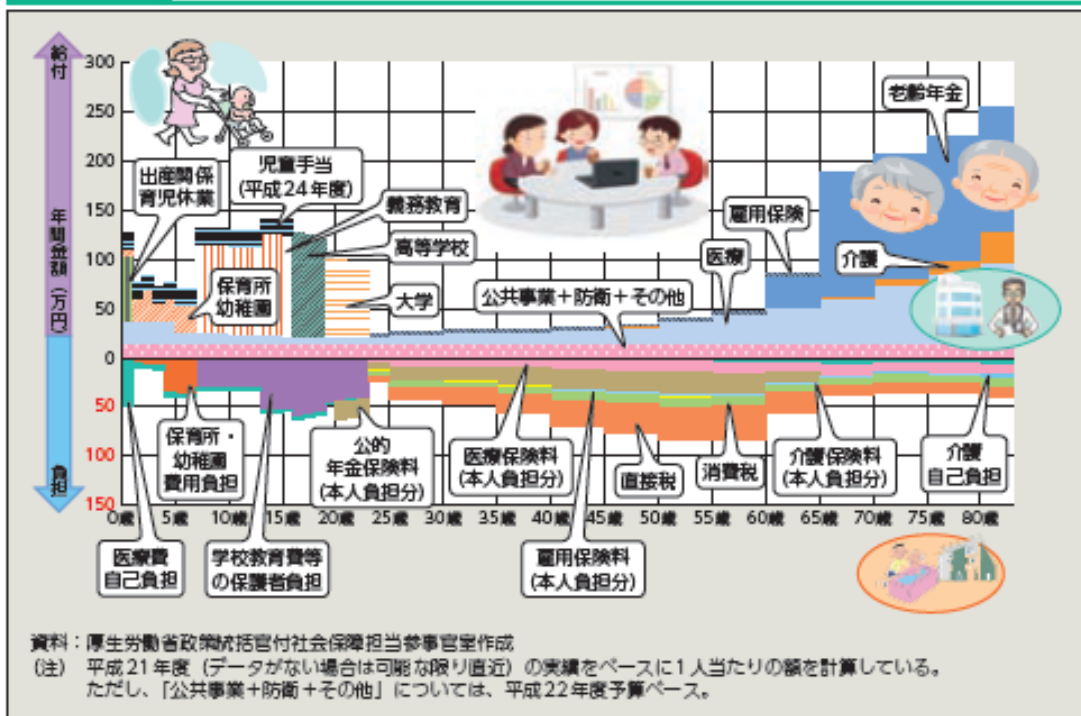 給付
年間金額(万円)
負担
300
250
200
150
100
50
0
50
100
150
0歳 5歳 10歳 15歳 20歳 25歳 30歳 35歳 40歳 45歳 50歳 55歳 60歳 65歳 70歳 75歳 80歳
出産関係
育児休業
児童手当
(平成24年度)
義務教育
高等学校
大学
保育所
幼稚園
公共事業+防衛+その他
医療
雇用保険
介護
老齢年金
保育所・
幼稚園
費用負担
公的
年金保険料
(本人負担分)
医療保険料
(本人負担分)
直接税
消費税
介護保険料
(本人負担分)
介護
自己負担
医療費
自己負担
学校教育費等
の保護者負担
雇用保険料
(本人負担分)
資料:厚生労働省政策統括官付社会保障担当参事官室作成
(注) 平成21年度(データがない場合は可能な限り直近)の実績をベースに1人当たりの額を計算している。
ただし、「公共事業+防衛+その他」については、平成22年度予算ベース。